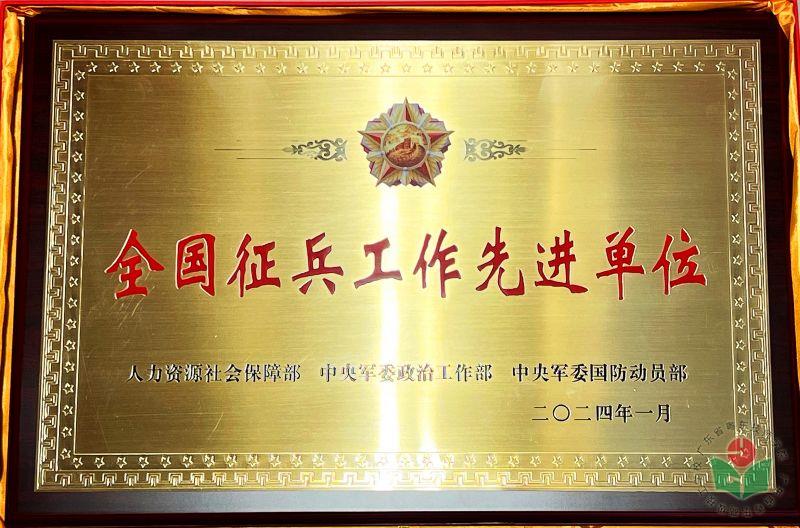 全国征兵工作先进单位
人力资源社会保障部 中央军委政治工作部 中央军委国防动员部
二〇二四年一月